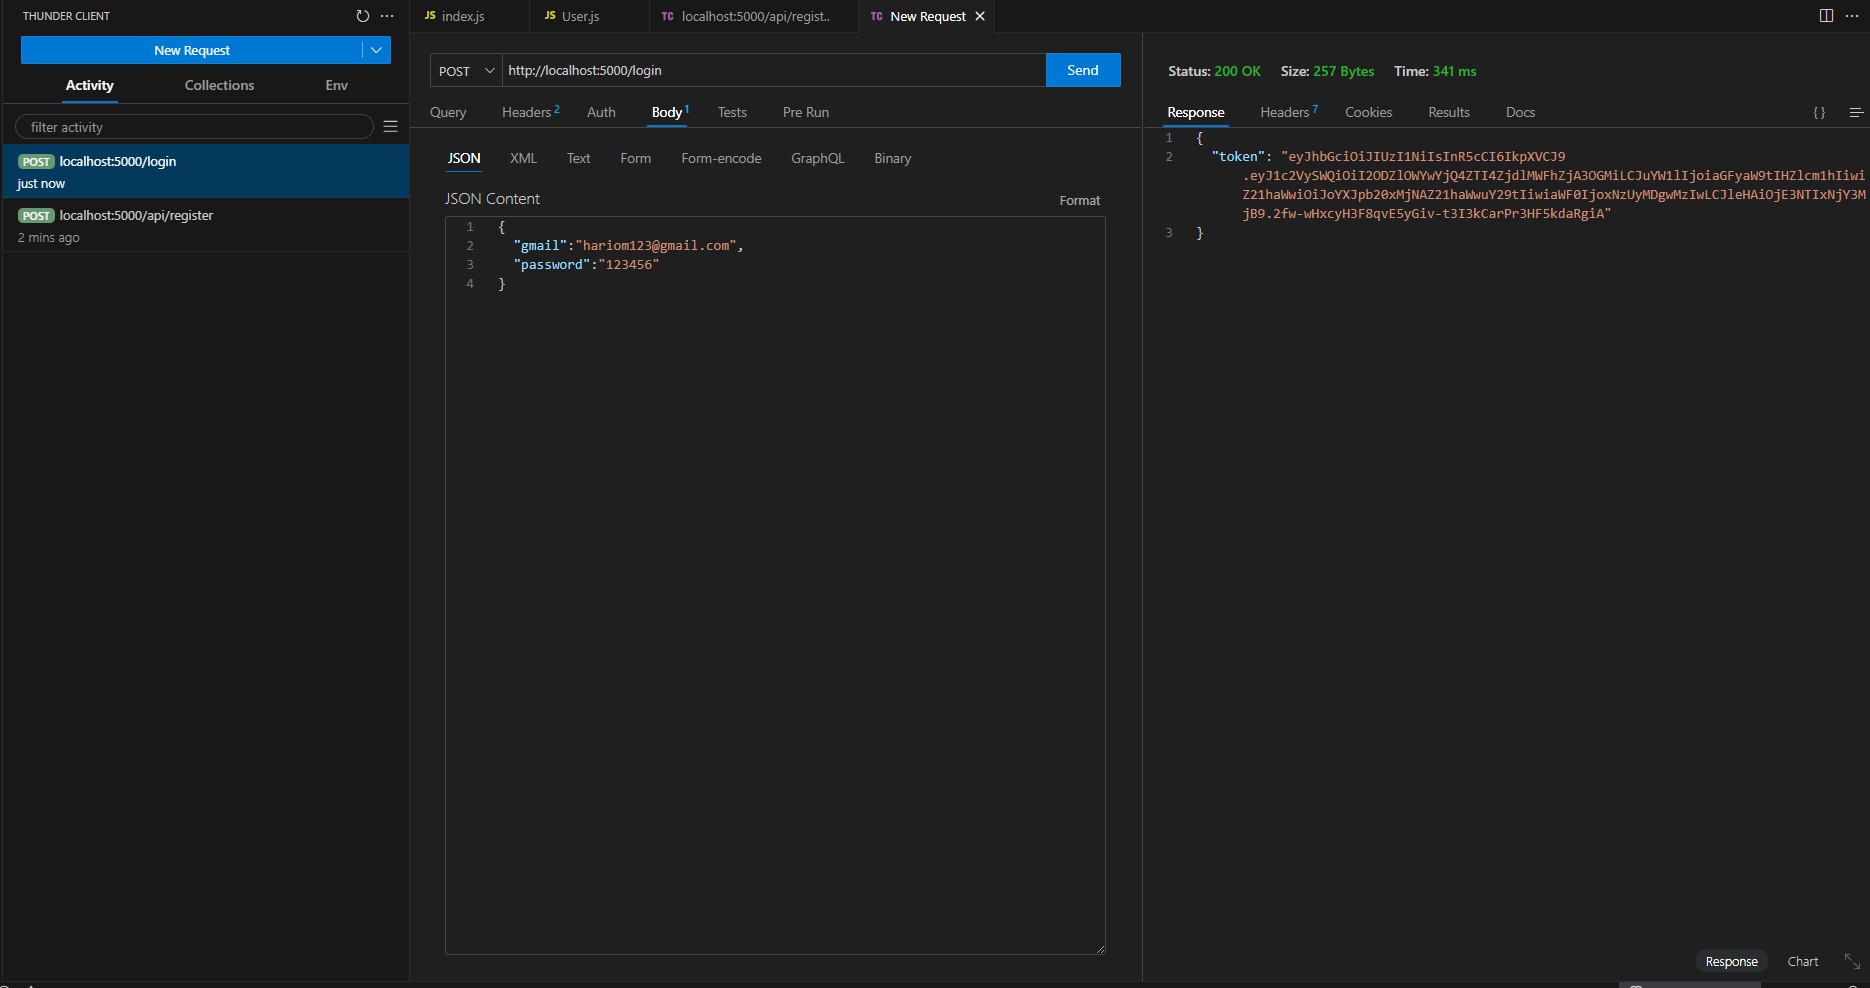 THUNDER CLIENT
New Request
Activity Collections Env
filter activity
POST localhost:5000/login
just now
POST localhost:5000/api/register
2 mins ago
JS index.js
JS User.js
TC localhost:5000/api/regist..
TC New Request
POST http://localhost:5000/login Send
Query Headers 2 Auth Body 1 Tests Pre Run
JSON XML Text Form Form-encode GraphQL Binary
JSON Content Format
1 {
2 "gmail":"hariom123@gmail.com",
3 "password":"123456"
4 }
Status: 200 OK Size: 257 Bytes Time: 341 ms
Response Headers 7 Cookies Results Docs { }
1 {
2 "token": "eyJhbGciOiJIUzI1NiIsInR5cCI6IkpXVCJ9
.eyJ1c2VySWQiOiI2ODZlOWYwYjQ4ZTI4ZjdlMWFhZjA3OGMiLCJuYW1lIjoiaGFyaW9tIHZlcm1hIiwi
Z21haWwiOiJoYXJpb20xMjNAZ21haWwuY29tIiwiaWF0IjoxNzUyMDgwMzIwLCJleHAiOjE3NTIxNjY3M
jB9.2fw-wHxcyH3F8qvE5yGiv-t3I3kCarPr3HF5kdaRgiA"
3 }
Response Chart